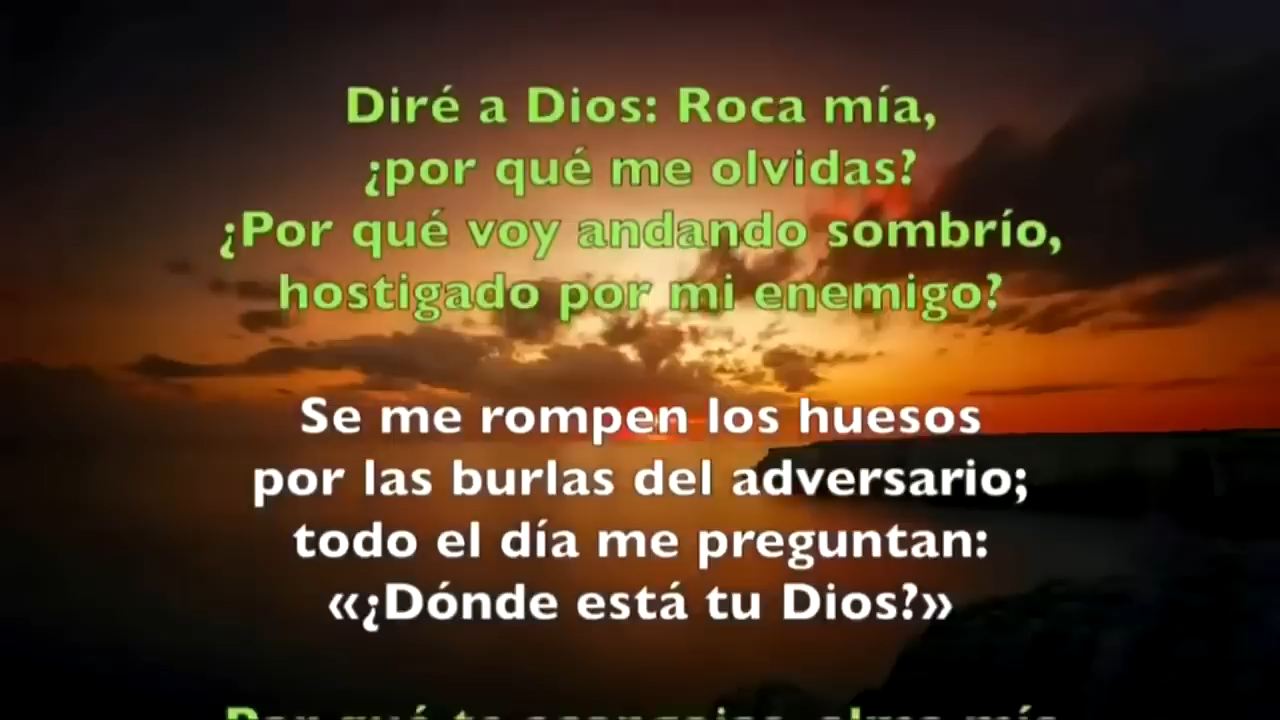 Diré a Dios: Roca mía,
¿por qué me olvidas?
¿Por qué voy andando sombrío,
hostigado por mi enemigo?
Se me rompen los huesos
por las burlas del adversario;
todo el día me preguntan:
«¿Dónde está tu Dios?»